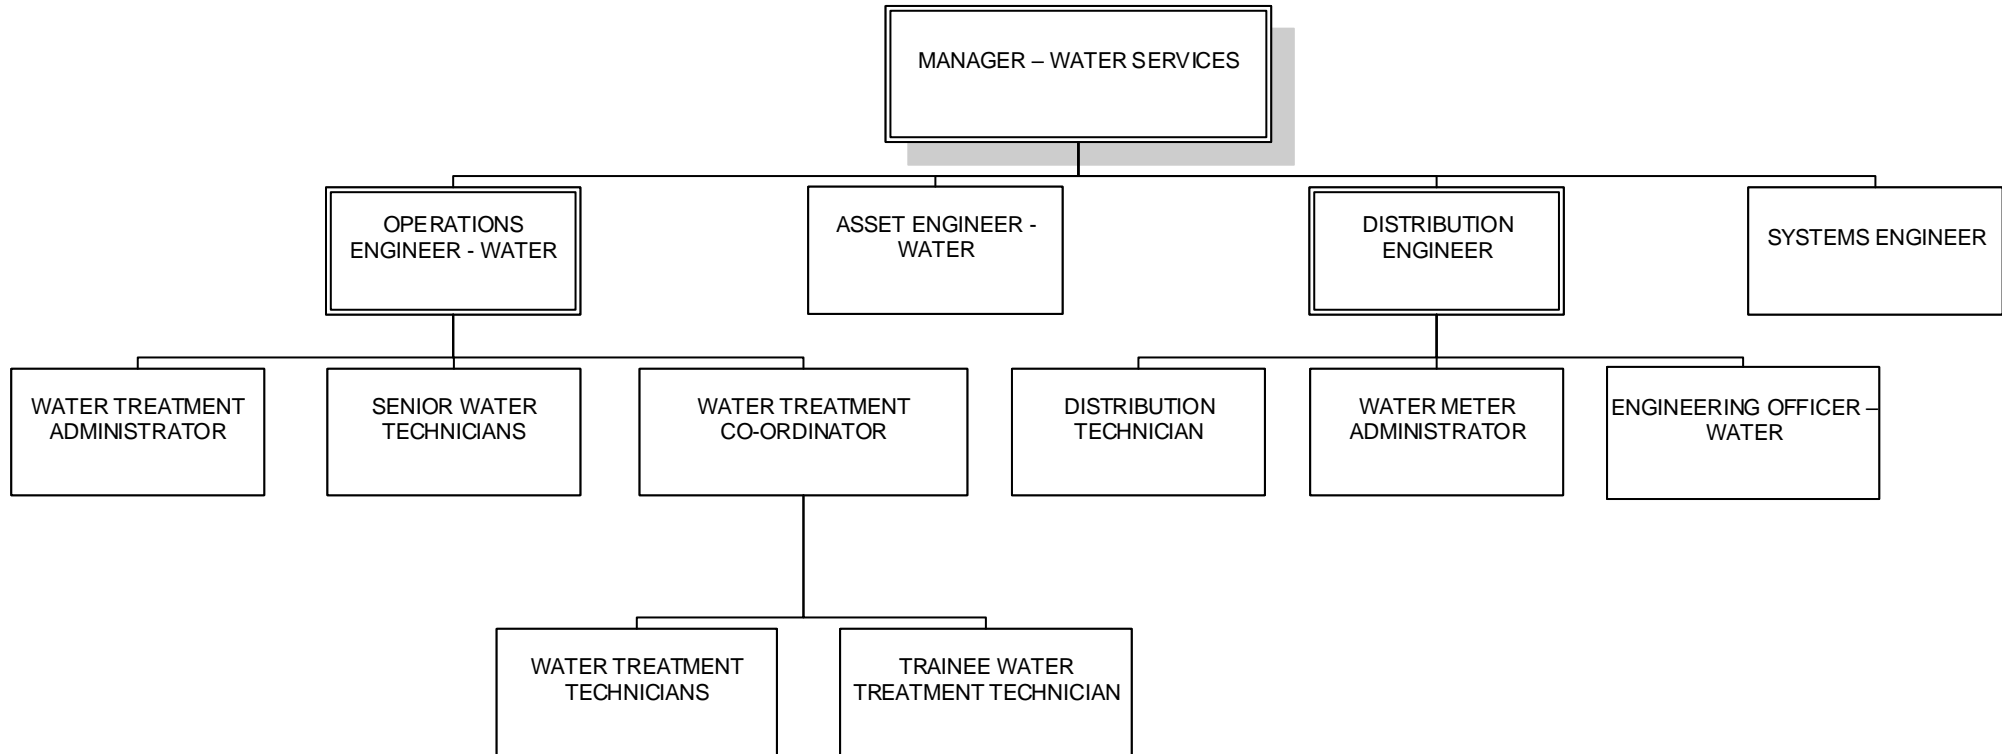 MANAGER – WATER SERVICES
OPERATIONS
ENGINEER - WATER
ASSET ENGINEER -
WATER
DISTRIBUTION
ENGINEER
SYSTEMS ENGINEER
WATER TREATMENT
ADMINISTRATOR
SENIOR WATER
TECHNICIANS
WATER TREATMENT
CO-ORDINATOR
DISTRIBUTION
TECHNICIAN
WATER METER
ADMINISTRATOR
ENGINEERING OFFICER –
WATER
WATER TREATMENT
TECHNICIANS
TRAINEE WATER
TREATMENT TECHNICIAN